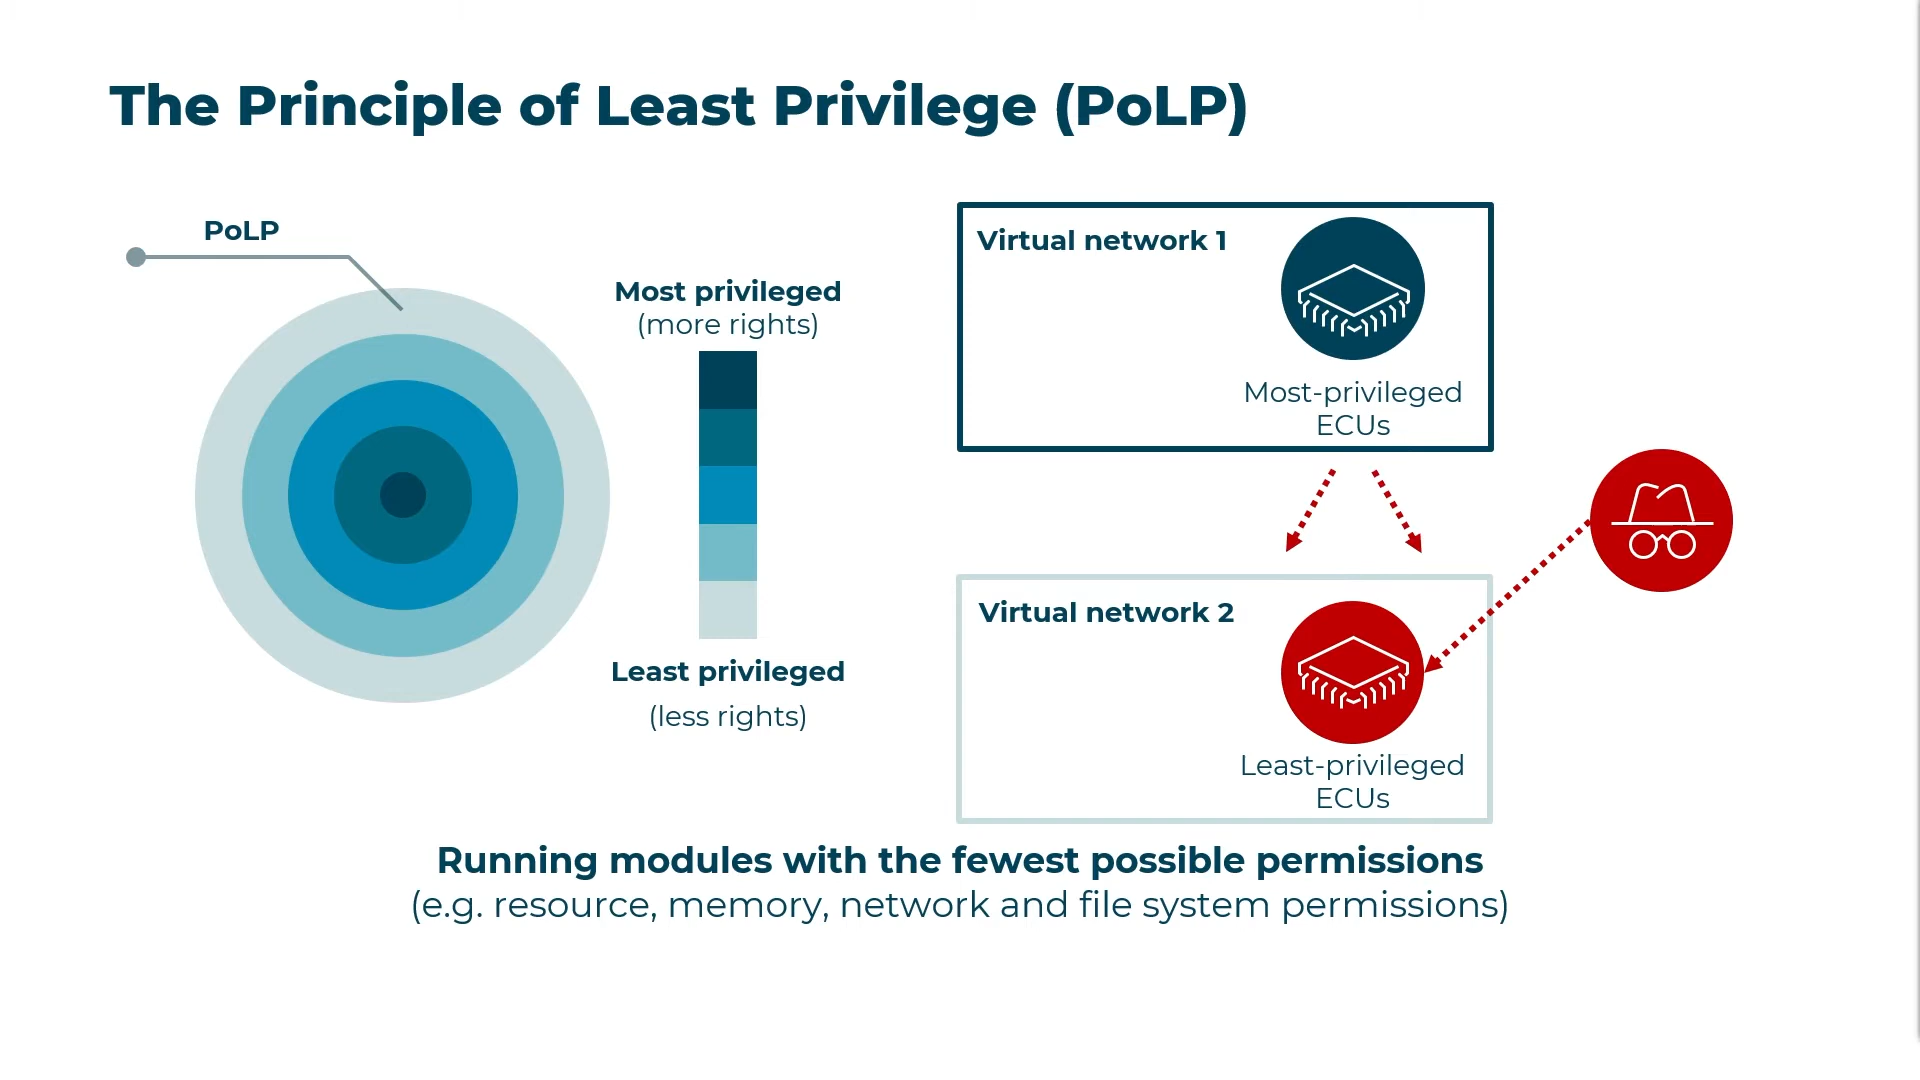 The Principle of Least Privilege (PoLP)
PoLP
Most privileged
(more rights)
Least privileged
(less rights)
Virtual network 1
Most-privileged
ECUs
Virtual network 2
Least-privileged
ECUs
Running modules with the fewest possible permissions
(e.g. resource, memory, network and file system permissions)